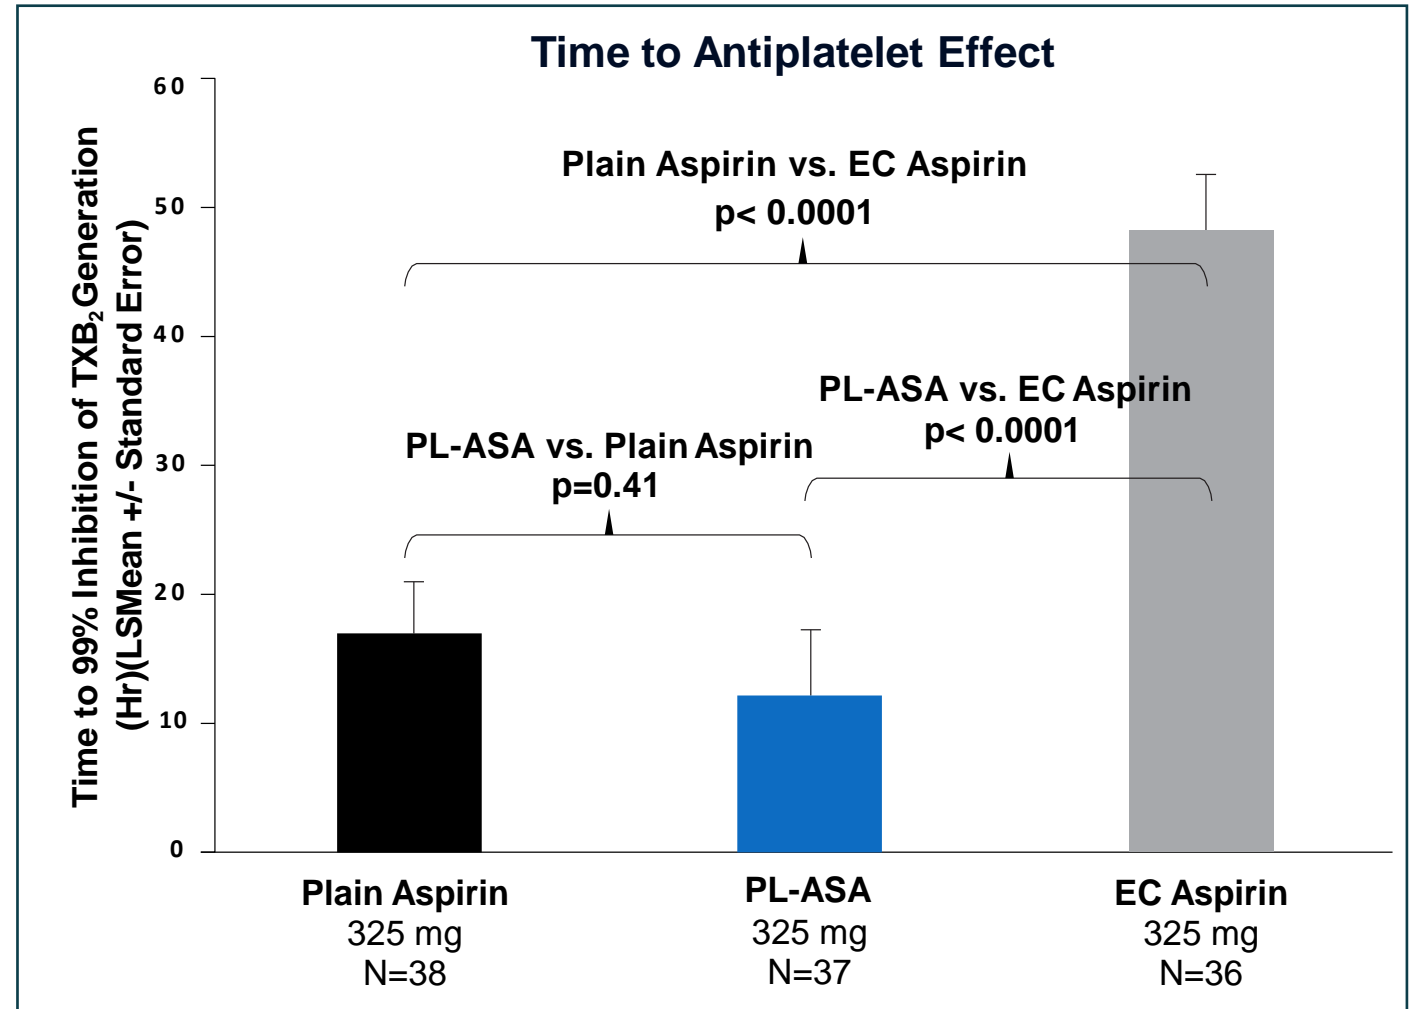 Time to Antiplatelet Effect
Time to 99% Inhibition of TXB₂ Generation
(Hr)(LSMean +/- Standard Error)
60
50
40
30
20
10
0
Plain Aspirin vs. EC Aspirin
p< 0.0001
PL-ASA vs. EC Aspirin
p< 0.0001
PL-ASA vs. Plain Aspirin
p=0.41
Plain Aspirin
325 mg
N=38
PL-ASA
325 mg
N=37
EC Aspirin
325 mg
N=36